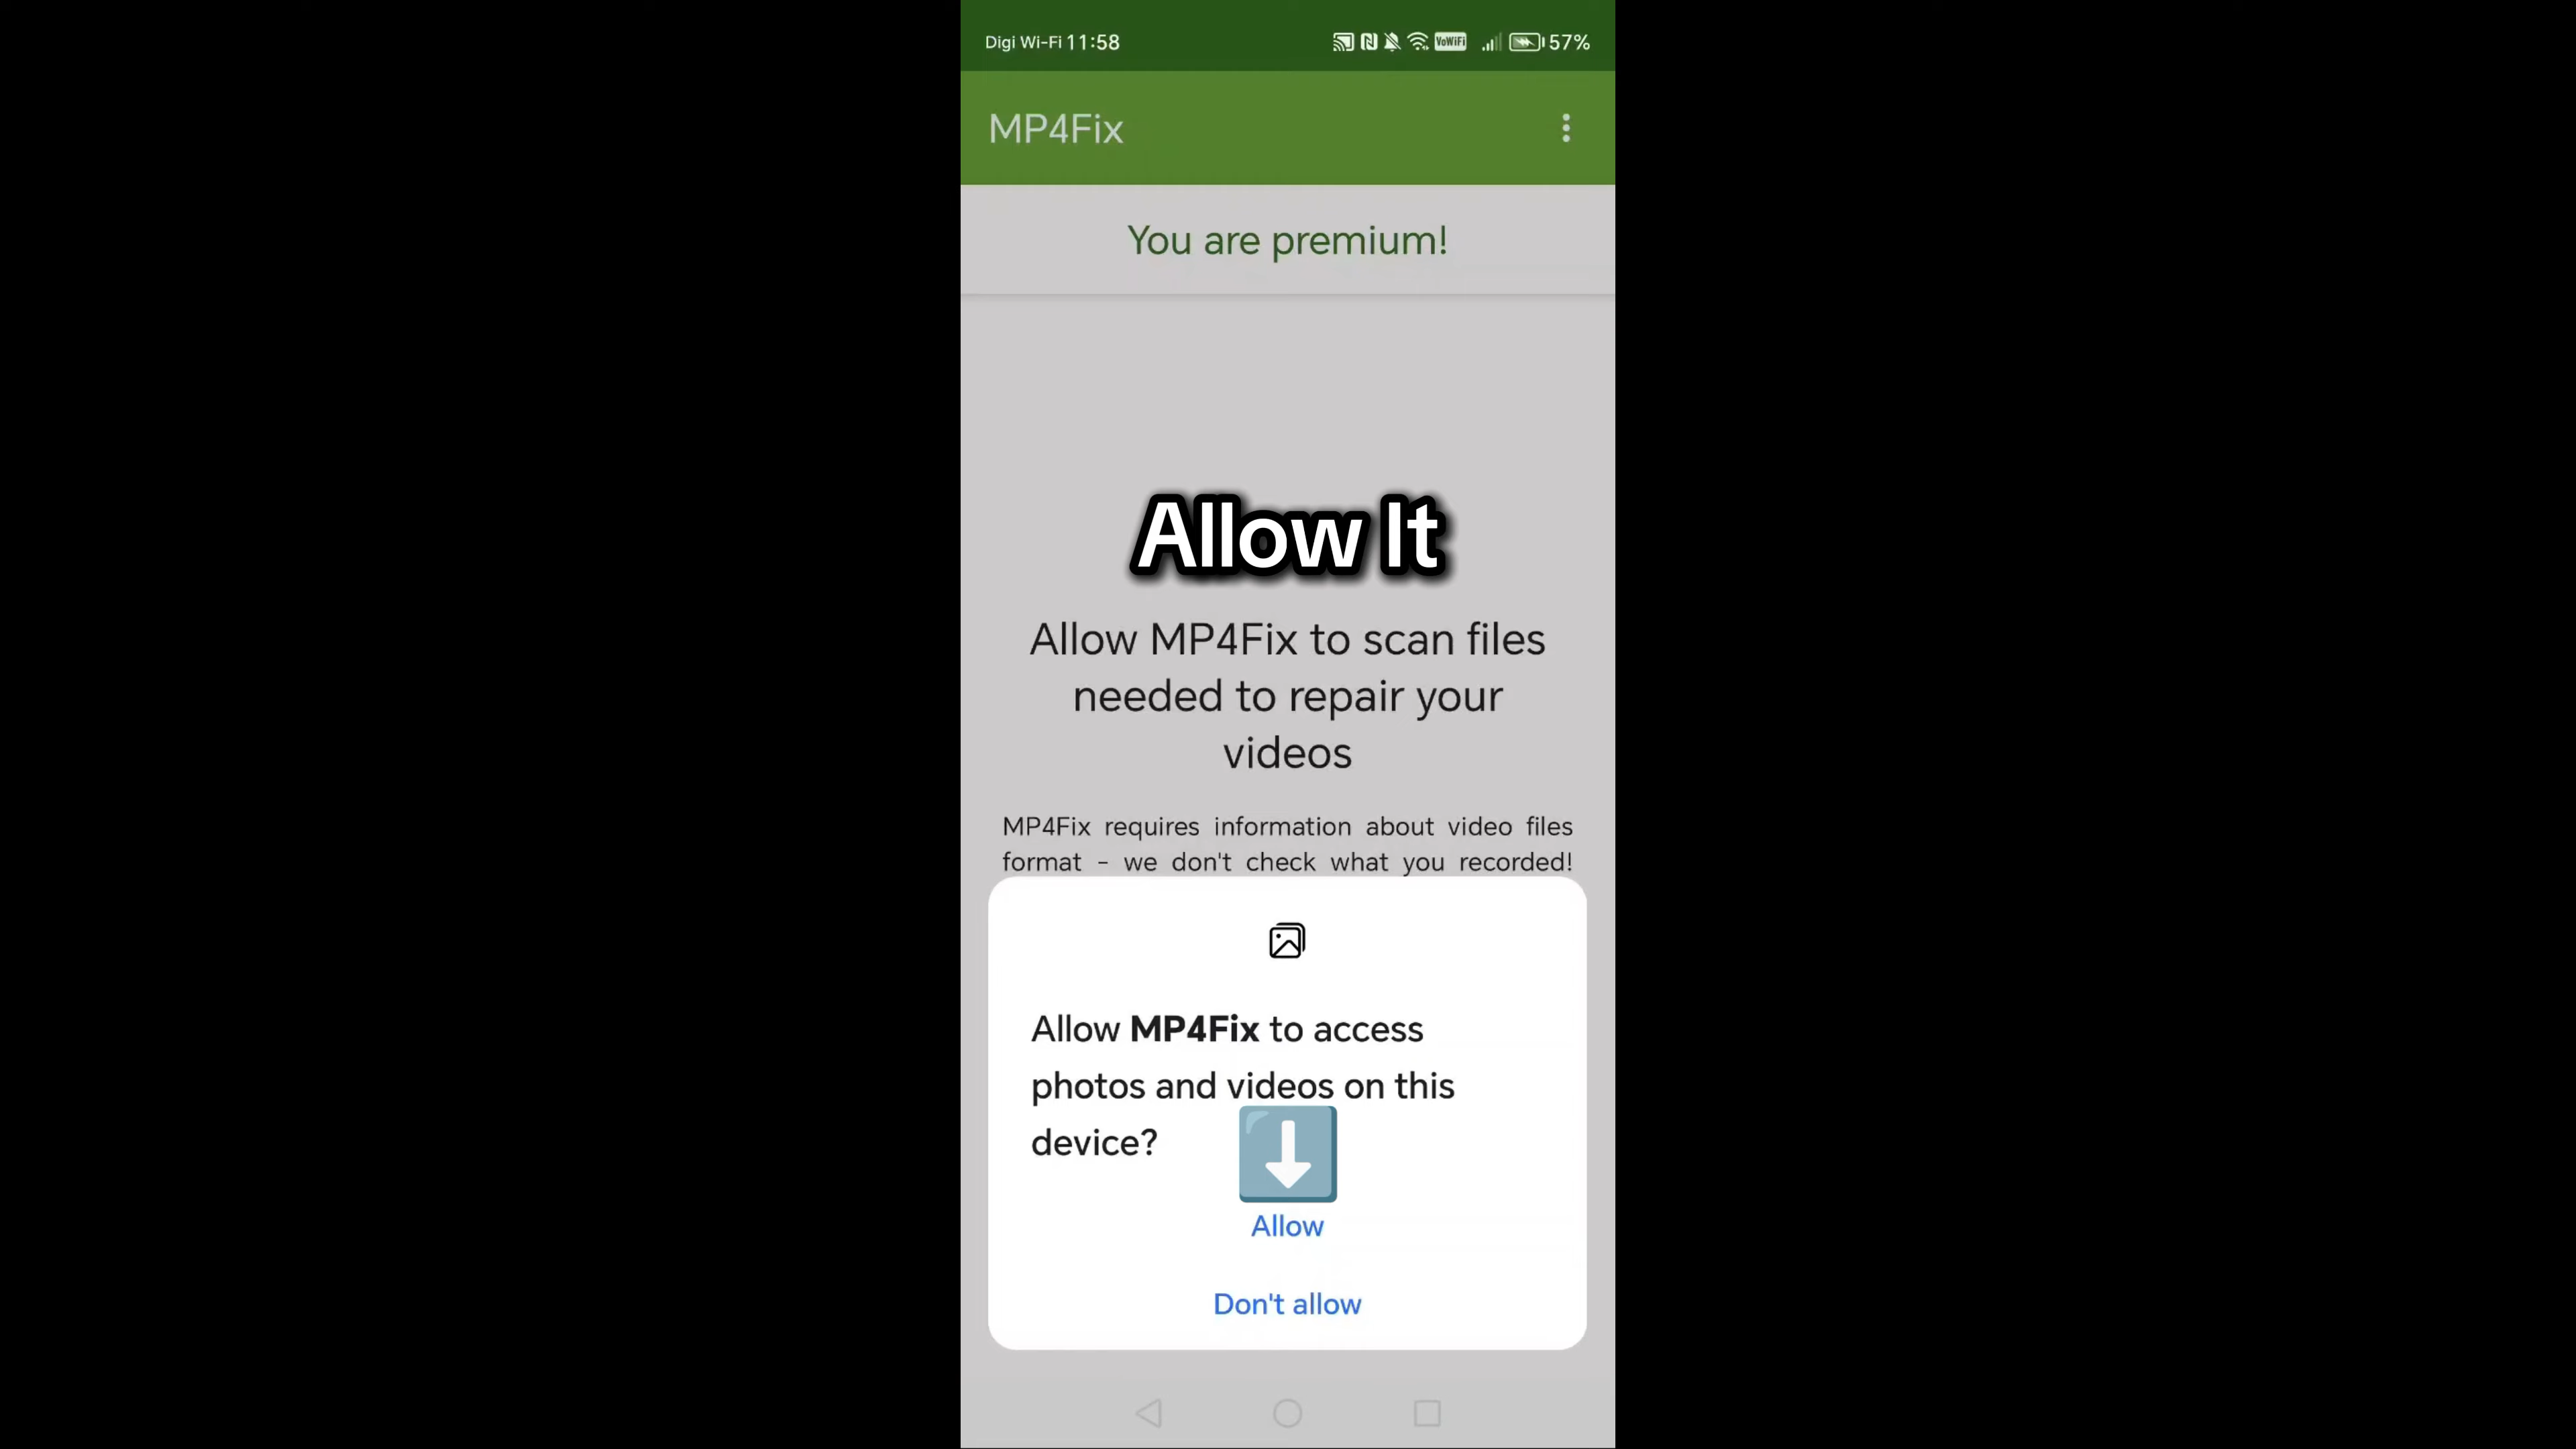 Digi Wi-Fi 11:58
VoWiFi
57%
MP4Fix
You are premium!
Allow It
Allow MP4Fix to scan files
needed to repair your
videos
MP4Fix requires information about video files
format - we don't check what you recorded!
Allow MP4Fix to access
photos and videos on this
device?
Allow
Don't allow